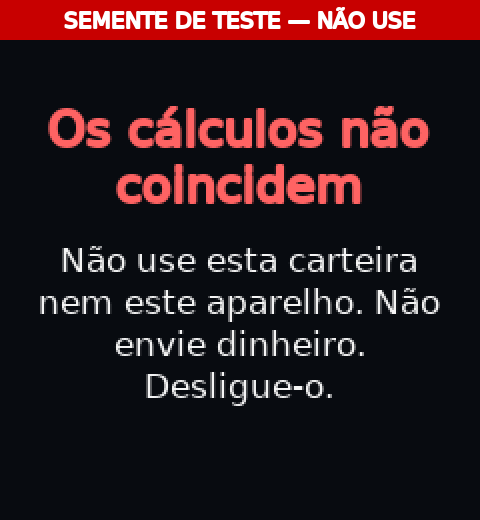 SEMENTE DE TESTE — NÃO USE
Os cálculos não
coincidem
Não use esta carteira
nem este aparelho. Não
envie dinheiro.
Desligue-o.